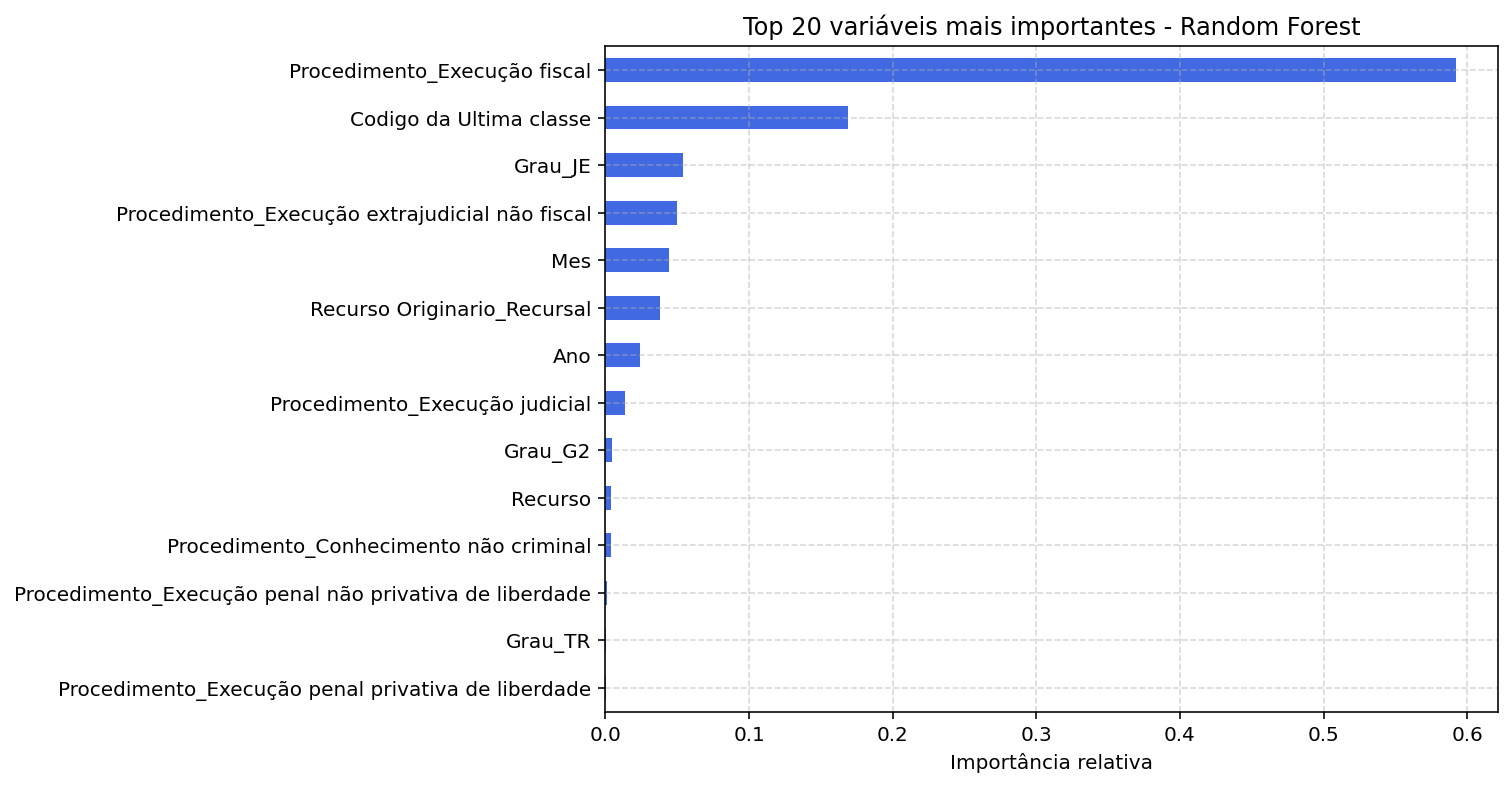 Top 20 variáveis mais importantes - Random Forest
Procedimento_Execução fiscal
Codigo da Ultima classe
Grau_JE
Procedimento_Execução extrajudicial não fiscal
Mes
Recurso Originario_Recursal
Ano
Procedimento_Execução judicial
Grau_G2
Recurso
Procedimento_Conhecimento não criminal
Procedimento_Execução penal não privativa de liberdade
Grau_TR
Procedimento_Execução penal privativa de liberdade
0.0 0.1 0.2 0.3 0.4 0.5 0.6
Importância relativa